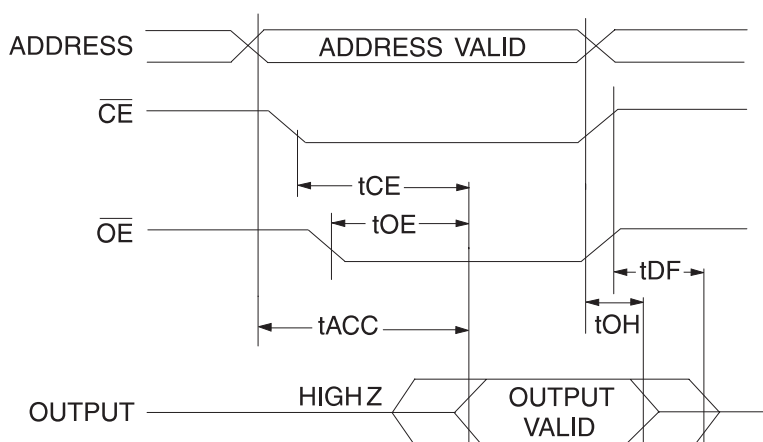 ADDRESS
ADDRESS VALID
CE
tCE
tOE
OE
tDF
tACC
tOH
HIGH Z
OUTPUT
OUTPUT
VALID